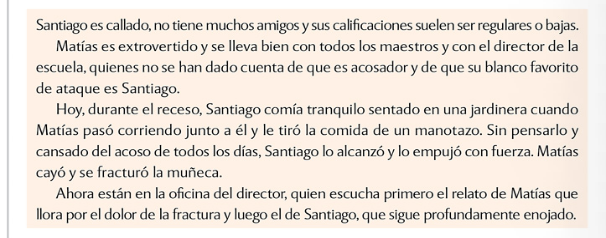 Santiago es callado, no tiene muchos amigos y sus calificaciones suelen ser regulares o bajas.
Matías es extrovertido y se lleva bien con todos los maestros y con el director de la
escuela, quienes no se han dado cuenta de que es acosador y de que su blanco favorito
de ataque es Santiago.
Hoy, durante el receso, Santiago comía tranquilo sentado en una jardinera cuando
Matías pasó corriendo junto a él y le tiró la comida de un manotazo. Sin pensarlo y
cansado del acoso de todos los días, Santiago lo alcanzó y lo empujó con fuerza. Matías
cayó y se fracturó la muñeca.
Ahora están en la oficina del director, quien escucha primero el relato de Matías que
llora por el dolor de la fractura y luego el de Santiago, que sigue profundamente enojado.